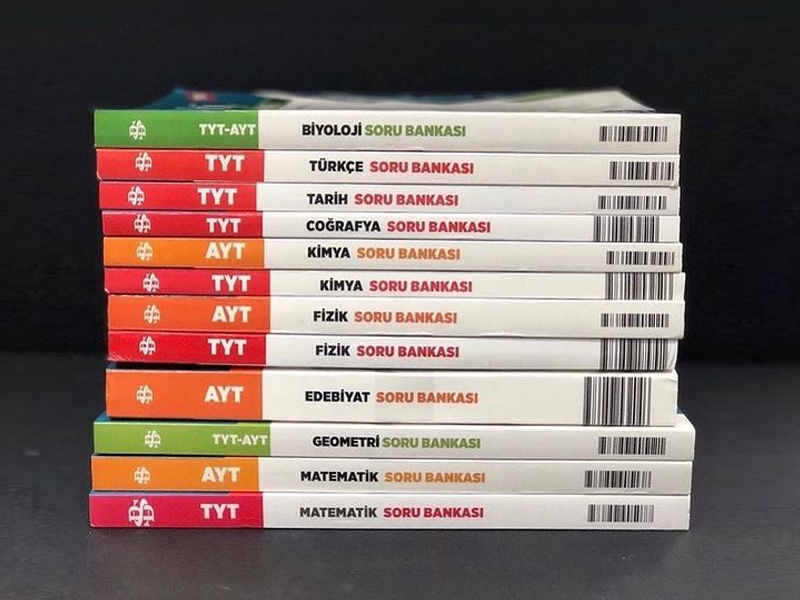 TYT-AYT BİYOLOJİ SORU BANKASI
TYT TÜRKÇE SORU BANKASI
TYT TARİH SORU BANKASI
TYT COĞRAFYA SORU BANKASI
AYT KİMYA SORU BANKASI
TYT KİMYA SORU BANKASI
AYT FİZİK SORU BANKASI
TYT FİZİK SORU BANKASI
AYT EDEBİYAT SORU BANKASI
TYT-AYT GEOMETRİ SORU BANKASI
AYT MATEMATİK SORU BANKASI
TYT MATEMATİK SORU BANKASI